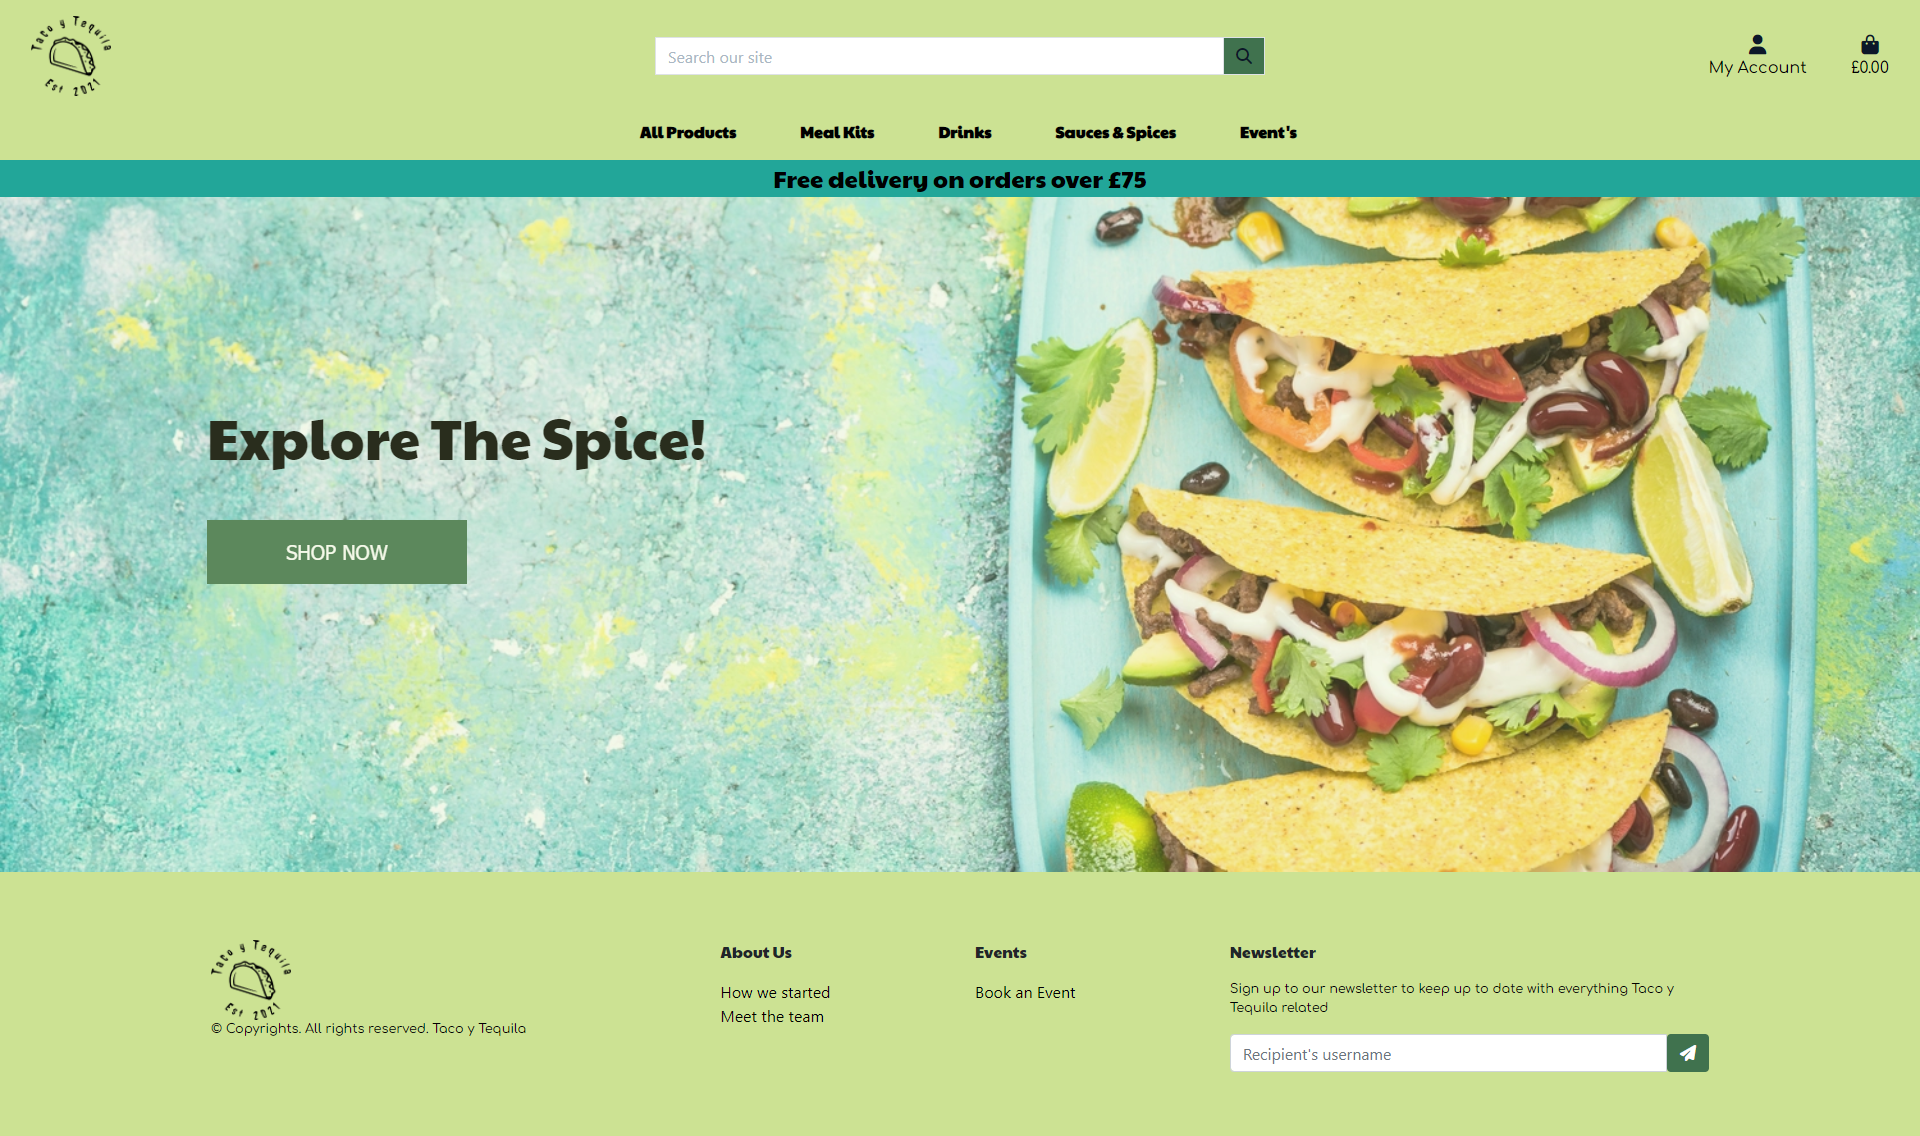 Taco y Tequila
Est 2021
Search our site
My Account
£0.00
All Products
Meal Kits
Drinks
Sauces & Spices
Event's
Free delivery on orders over £75
Explore The Spice!
SHOP NOW
Taco y Tequila
Est 2021
© Copyrights. All rights reserved. Taco y Tequila
About Us
How we started
Meet the team
Events
Book an Event
Newsletter
Sign up to our newsletter to keep up to date with everything Taco y
Tequila related
Recipient's username